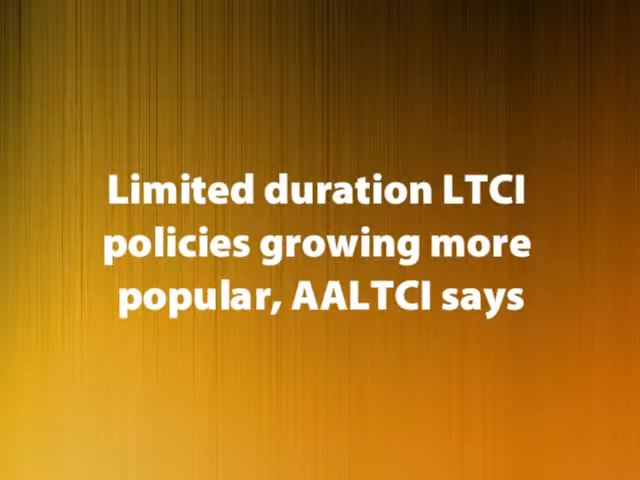 Limited duration LTCI
policies growing more
popular, AALTCI says